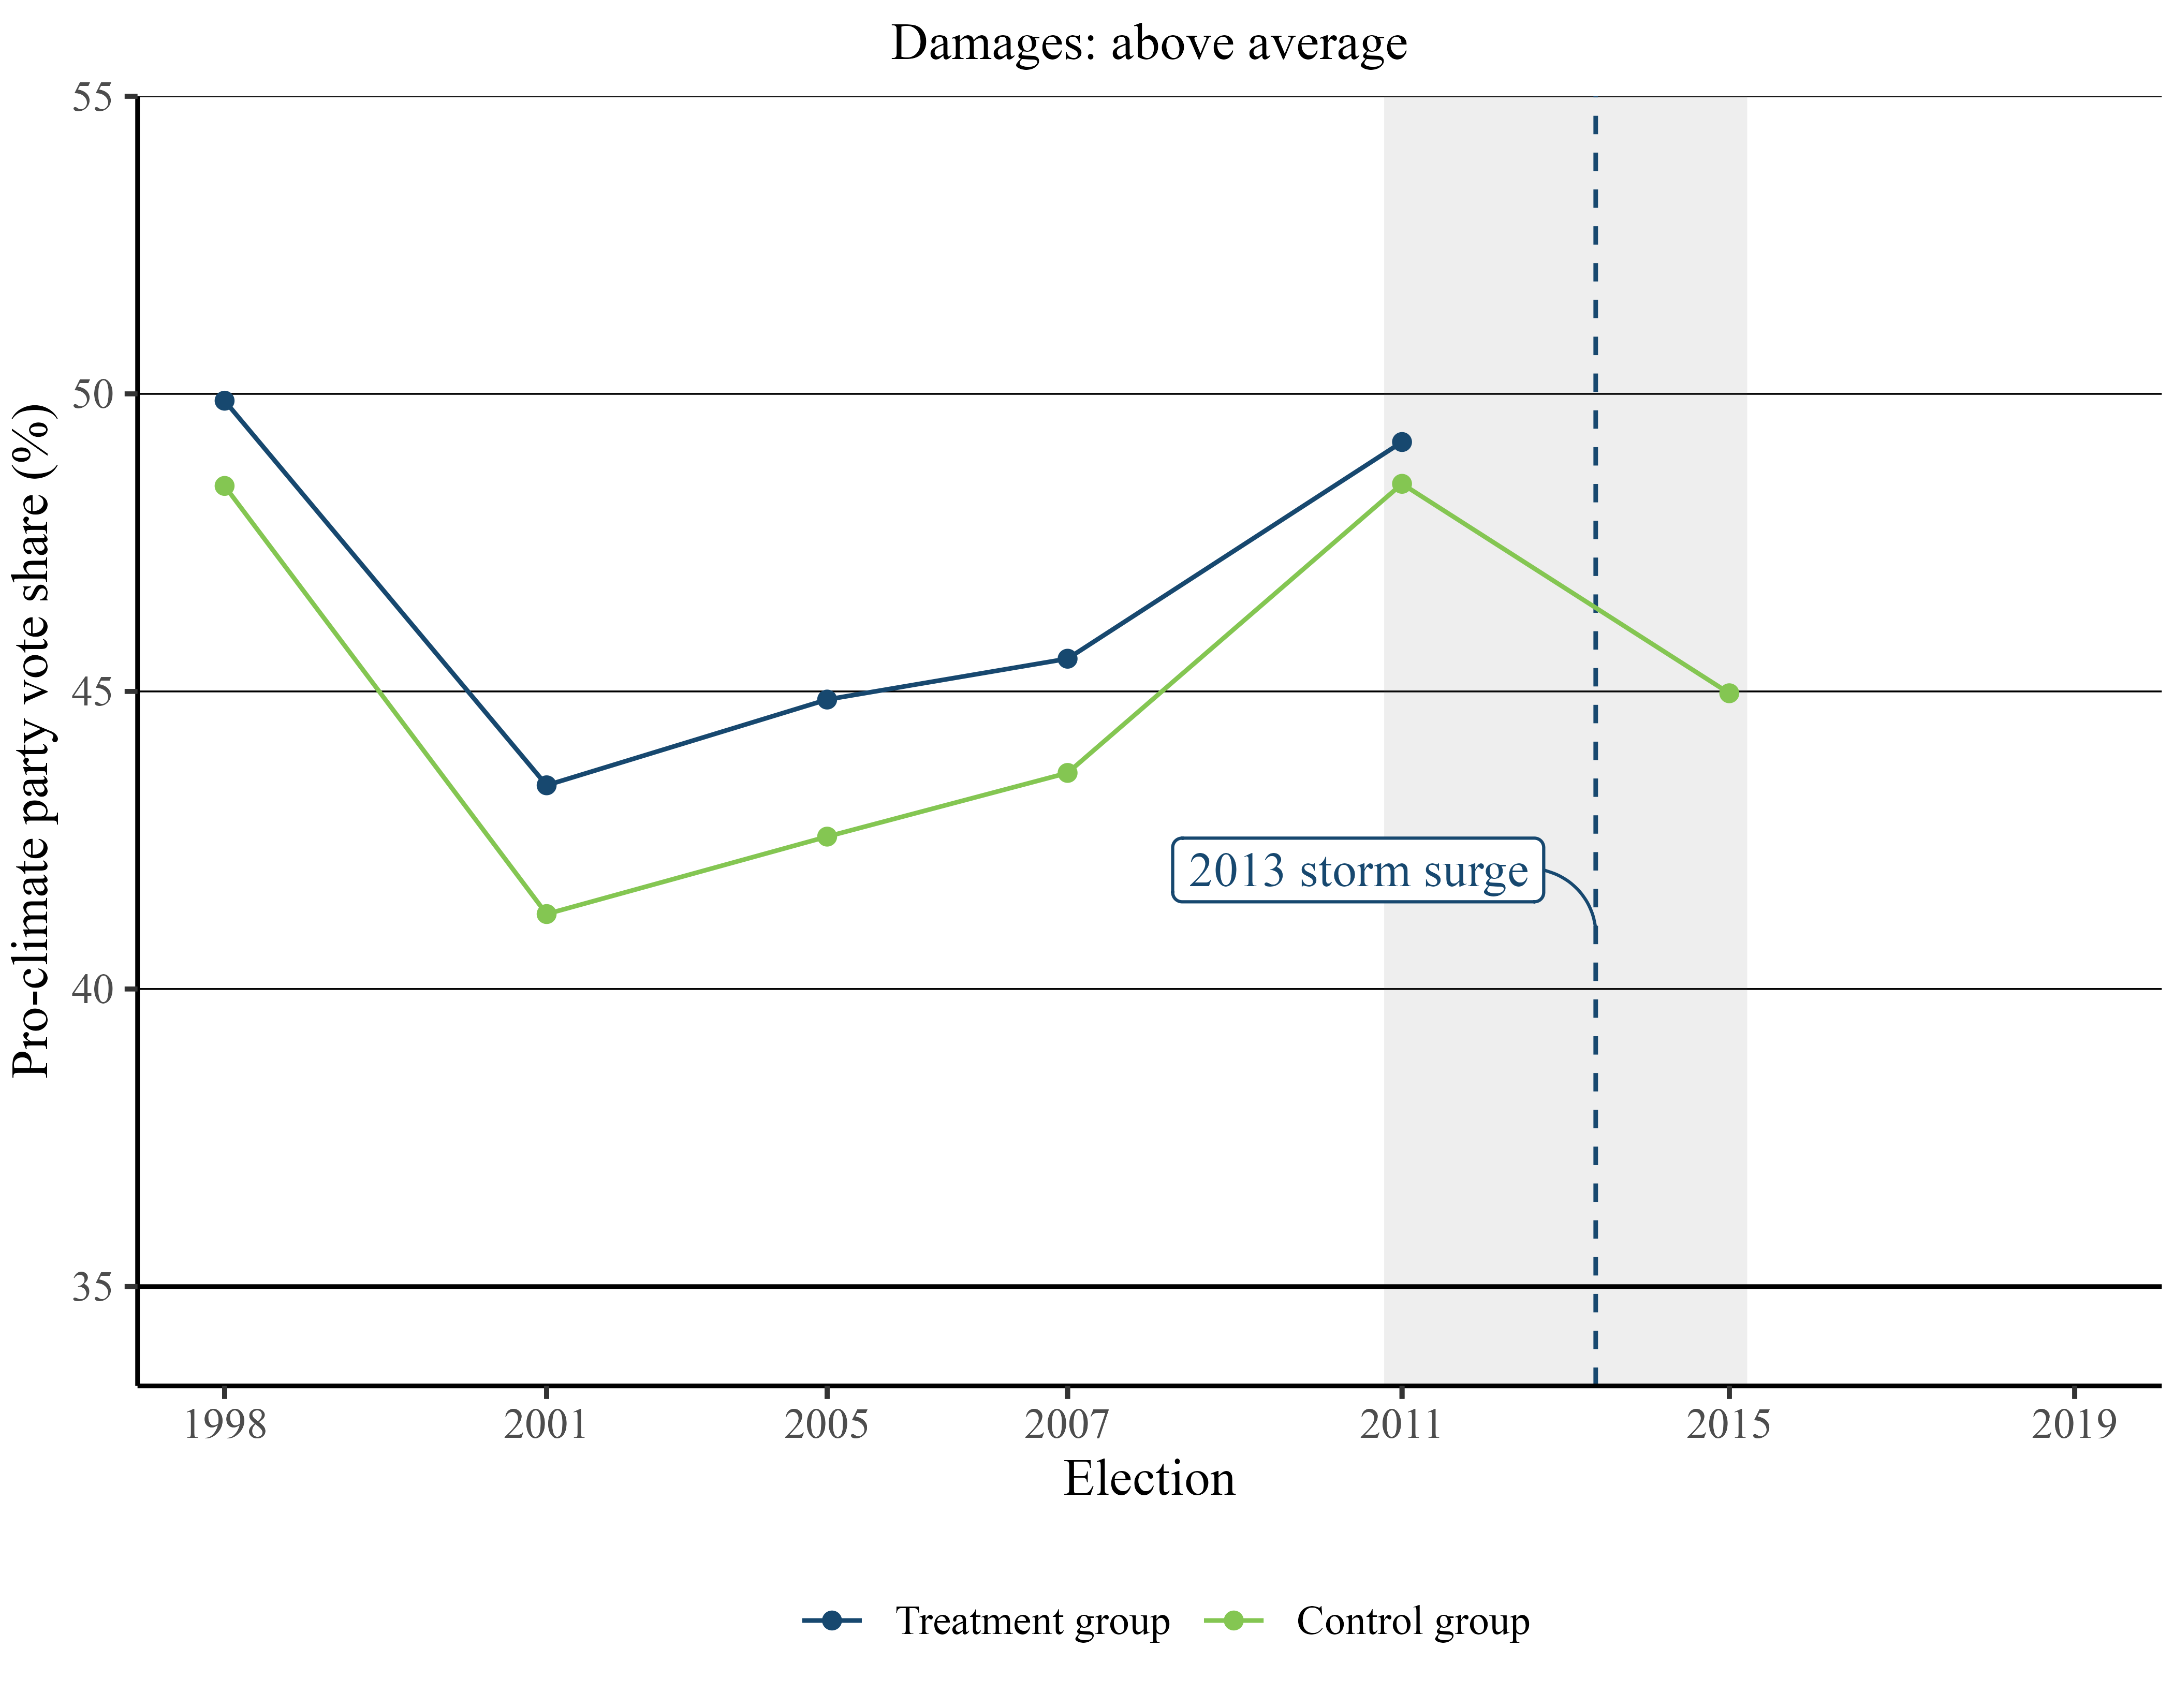 Damages: above average
Pro-climate party vote share (%)
55
50
45
40
35
2013 storm surge
1998 2001 2005 2007 2011 2015 2019
Election
Treatment group Control group